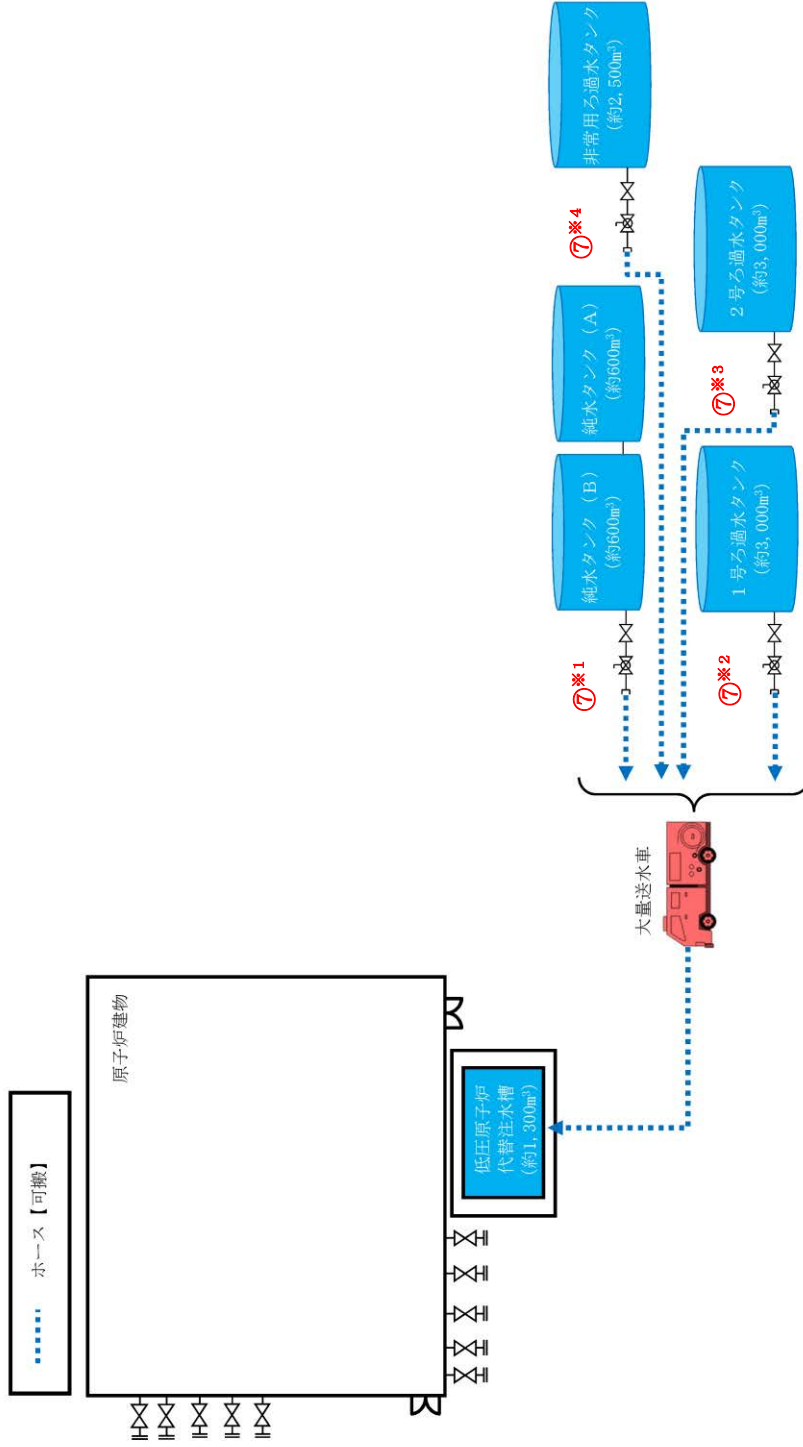 ホース【可搬】
原子炉建物
低圧原子炉
代替注水槽
(約1,300m³)
大量送水車
⑦※1
純水タンク（B）
(約600m³)
純水タンク（A）
(約600m³)
⑦※4
非常用ろ過水タンク
(約2,500m³)
⑦※2
1号ろ過水タンク
(約3,000m³)
⑦※3
2号ろ過水タンク
(約3,000m³)